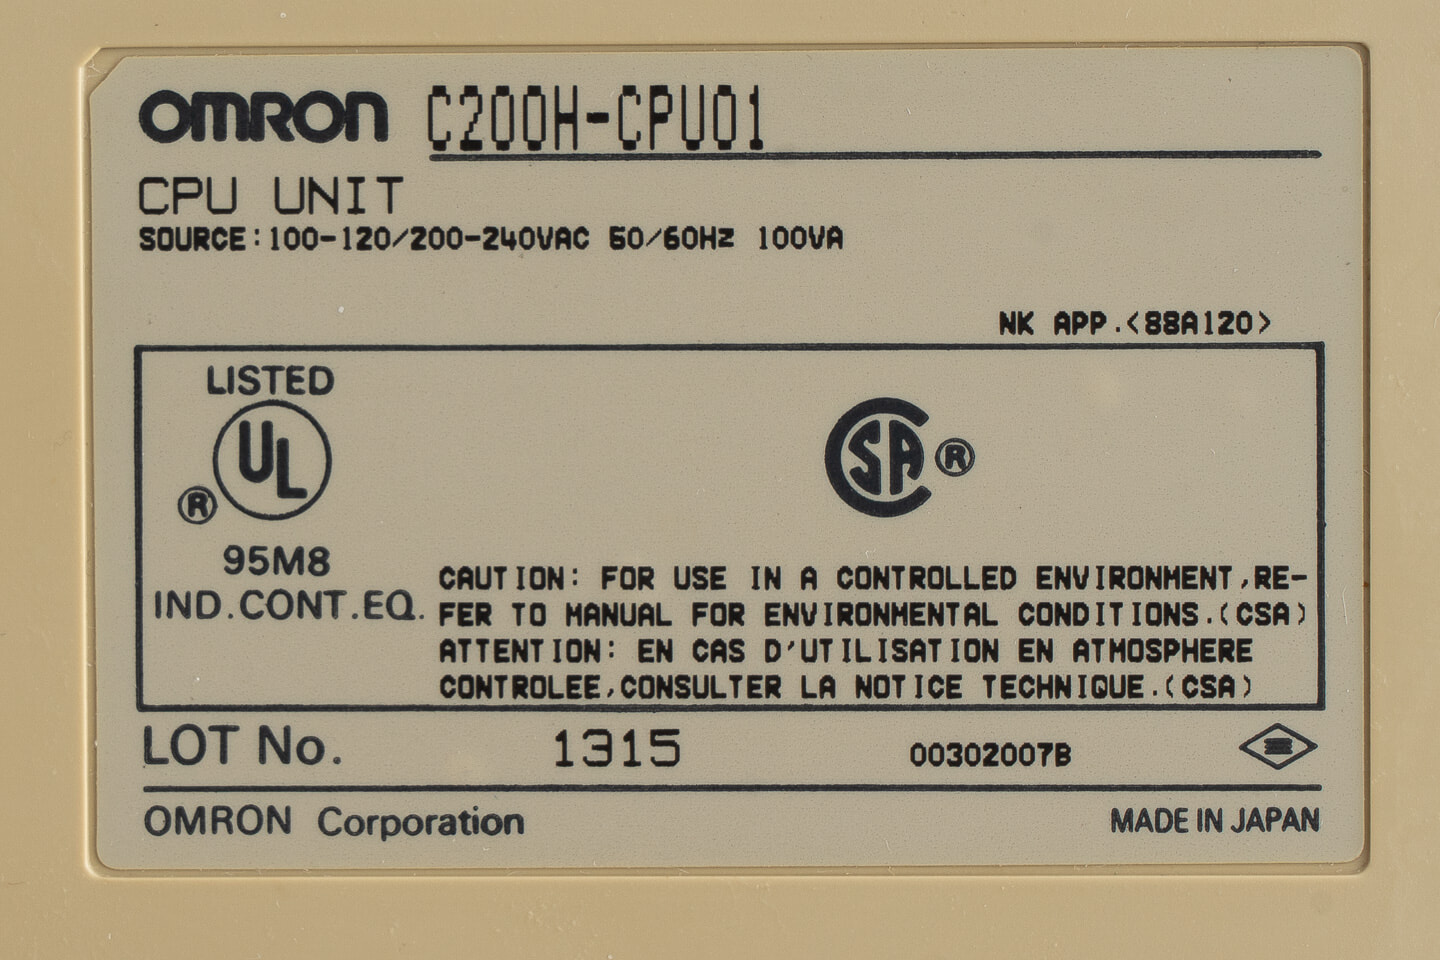 OMRON C200H-CPU01
CPU UNIT
SOURCE:100-120/200-240VAC 50/60Hz 100VA
NK APP.<88A120>
LISTED
UL
®
CSA ®
95M8
IND.CONT.EQ.
CAUTION: FOR USE IN A CONTROLLED ENVIRONMENT,RE-
FER TO MANUAL FOR ENVIRONMENTAL CONDITIONS.(CSA)
ATTENTION: EN CAS D'UTILISATION EN ATMOSPHERE
CONTROLEE,CONSULTER LA NOTICE TECHNIQUE.(CSA)
LOT No. 1315 00302007B
OMRON Corporation MADE IN JAPAN